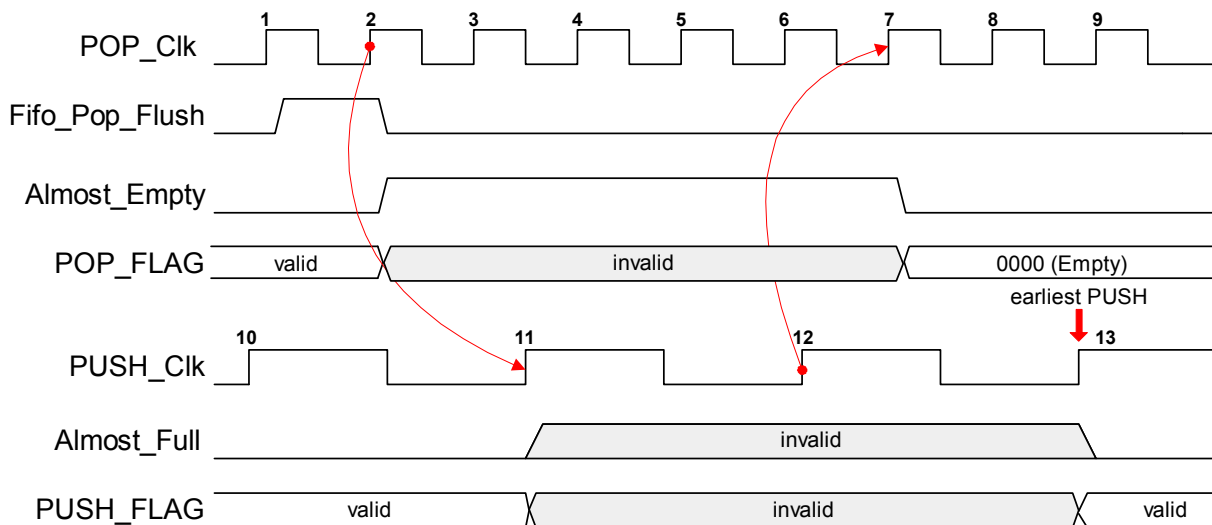 1 2 3 4 5 6 7 8 9
POP_Clk
Fifo_Pop_Flush
Almost_Empty
POP_FLAG valid invalid 0000 (Empty)
earliest PUSH
10 11 12 13
PUSH_Clk
Almost_Full invalid
PUSH_FLAG valid invalid valid